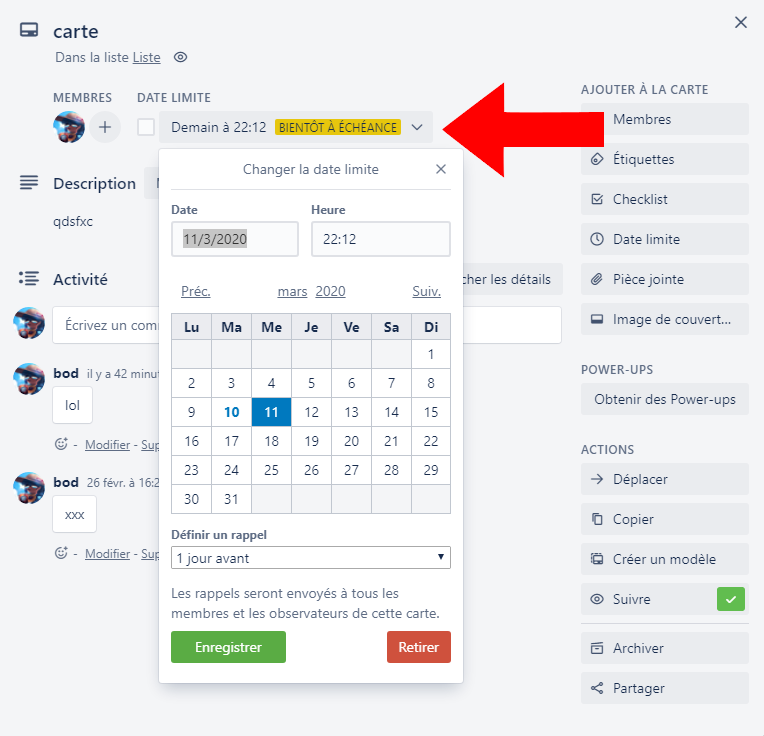 carte
Dans la liste Liste
MEMBRES
DATE LIMITE
Demain à 22:12 BIENTÔT À ÉCHÉANCE
Description
qdsfxc
Activité
cher les détails
Écrivez un com
bod il y a 42 minut
lol
- Modifier - Sup
bod 26 févr. à 16:2
xxx
- Modifier - Sup
Changer la date limite
Date Heure
11/3/2020 22:12
Préc. mars 2020 Suiv.
Lu Ma Me Je Ve Sa Di
1
2 3 4 5 6 7 8
9 10 11 12 13 14 15
16 17 18 19 20 21 22
23 24 25 26 27 28 29
30 31
Définir un rappel
1 jour avant
Les rappels seront envoyés à tous les
membres et les observateurs de cette carte.
Enregistrer Retirer
AJOUTER À LA CARTE
Membres
Étiquettes
Checklist
Date limite
Pièce jointe
Image de couvert...
POWER-UPS
Obtenir des Power-ups
ACTIONS
Déplacer
Copier
Créer un modèle
Suivre
Archiver
Partager